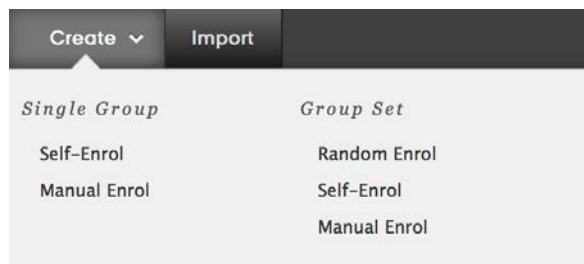 Create Import
Single Group
Self-Enrol
Manual Enrol
Group Set
Random Enrol
Self-Enrol
Manual Enrol